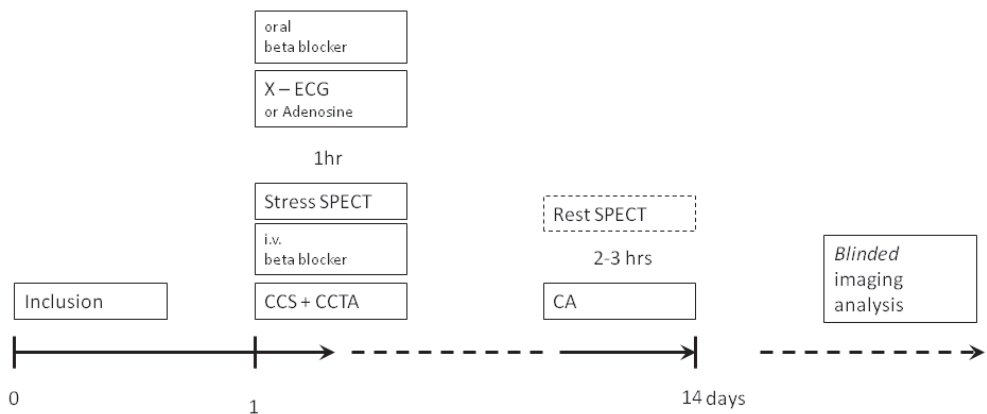 oral
beta blocker
X – ECG
or Adenosine
1hr
Stress SPECT
i.v.
beta blocker
CCS + CCTA
Inclusion
Rest SPECT
2-3 hrs
CA
Blinded
imaging
analysis
0
1
14 days